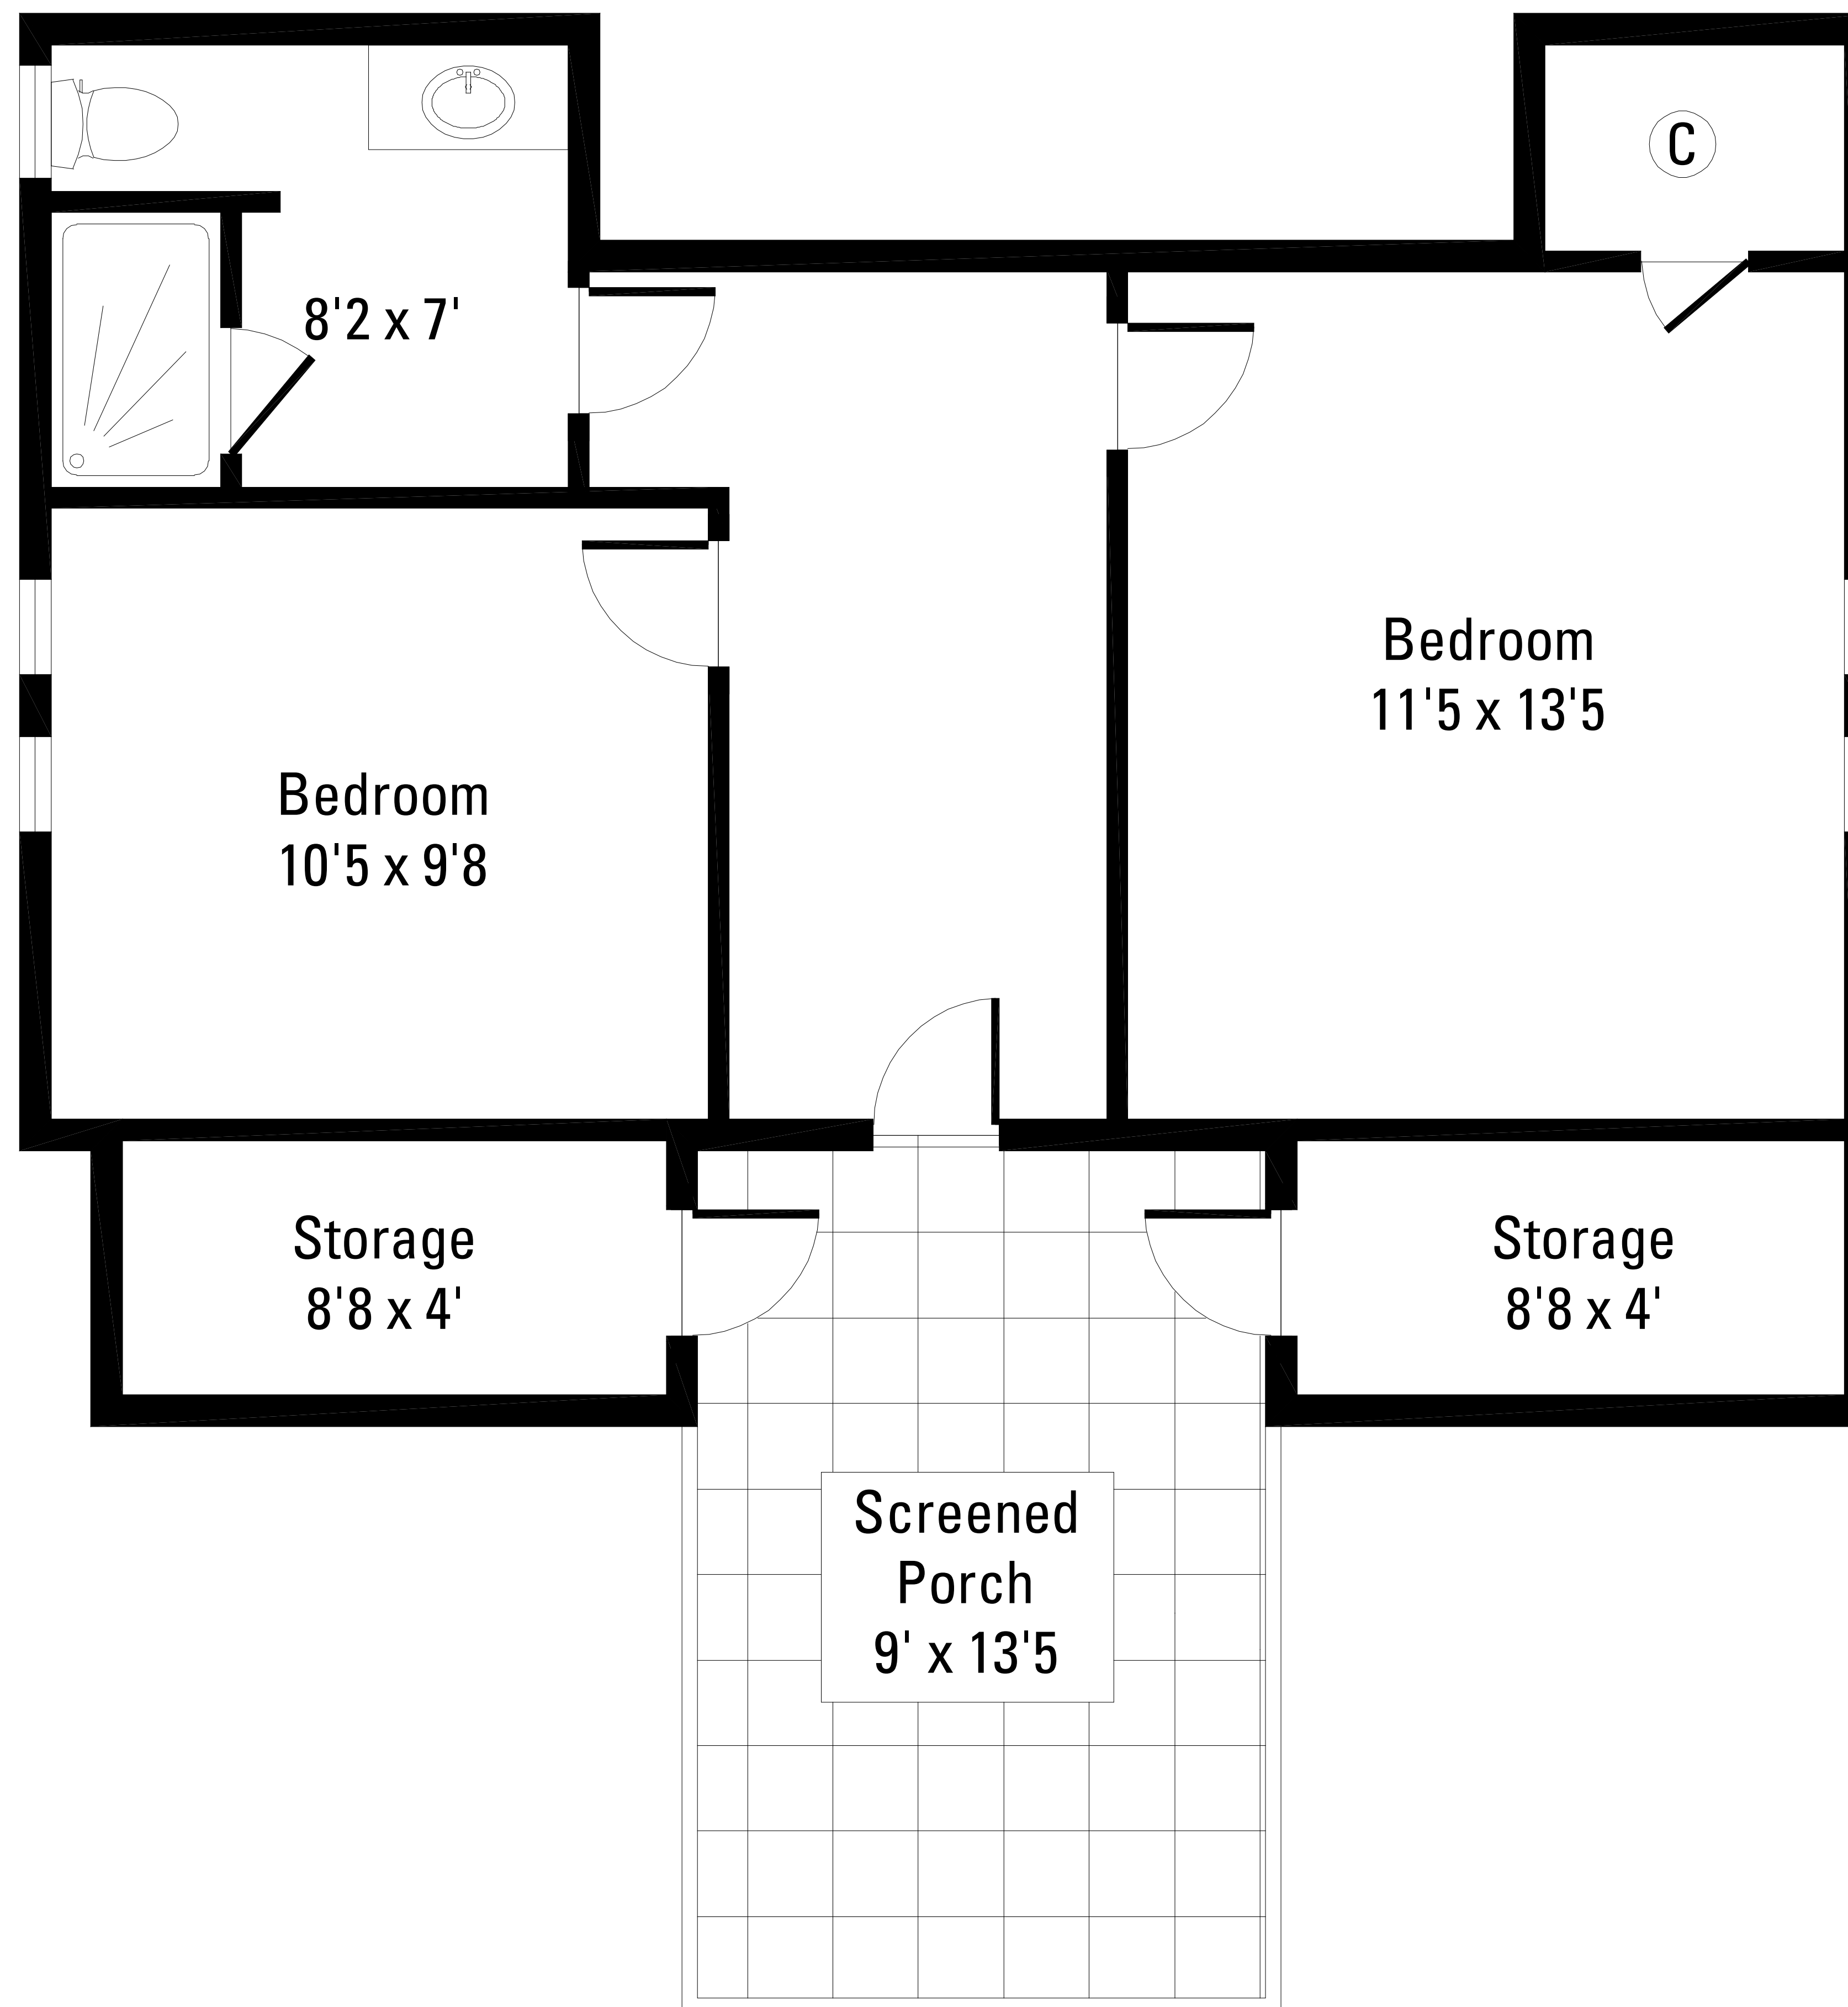 C
8'2 x 7'
Bedroom
11'5 x 13'5
Bedroom
10'5 x 9'8
Storage
8'8 x 4'
Storage
8'8 x 4'
Screened
Porch
9' x 13'5